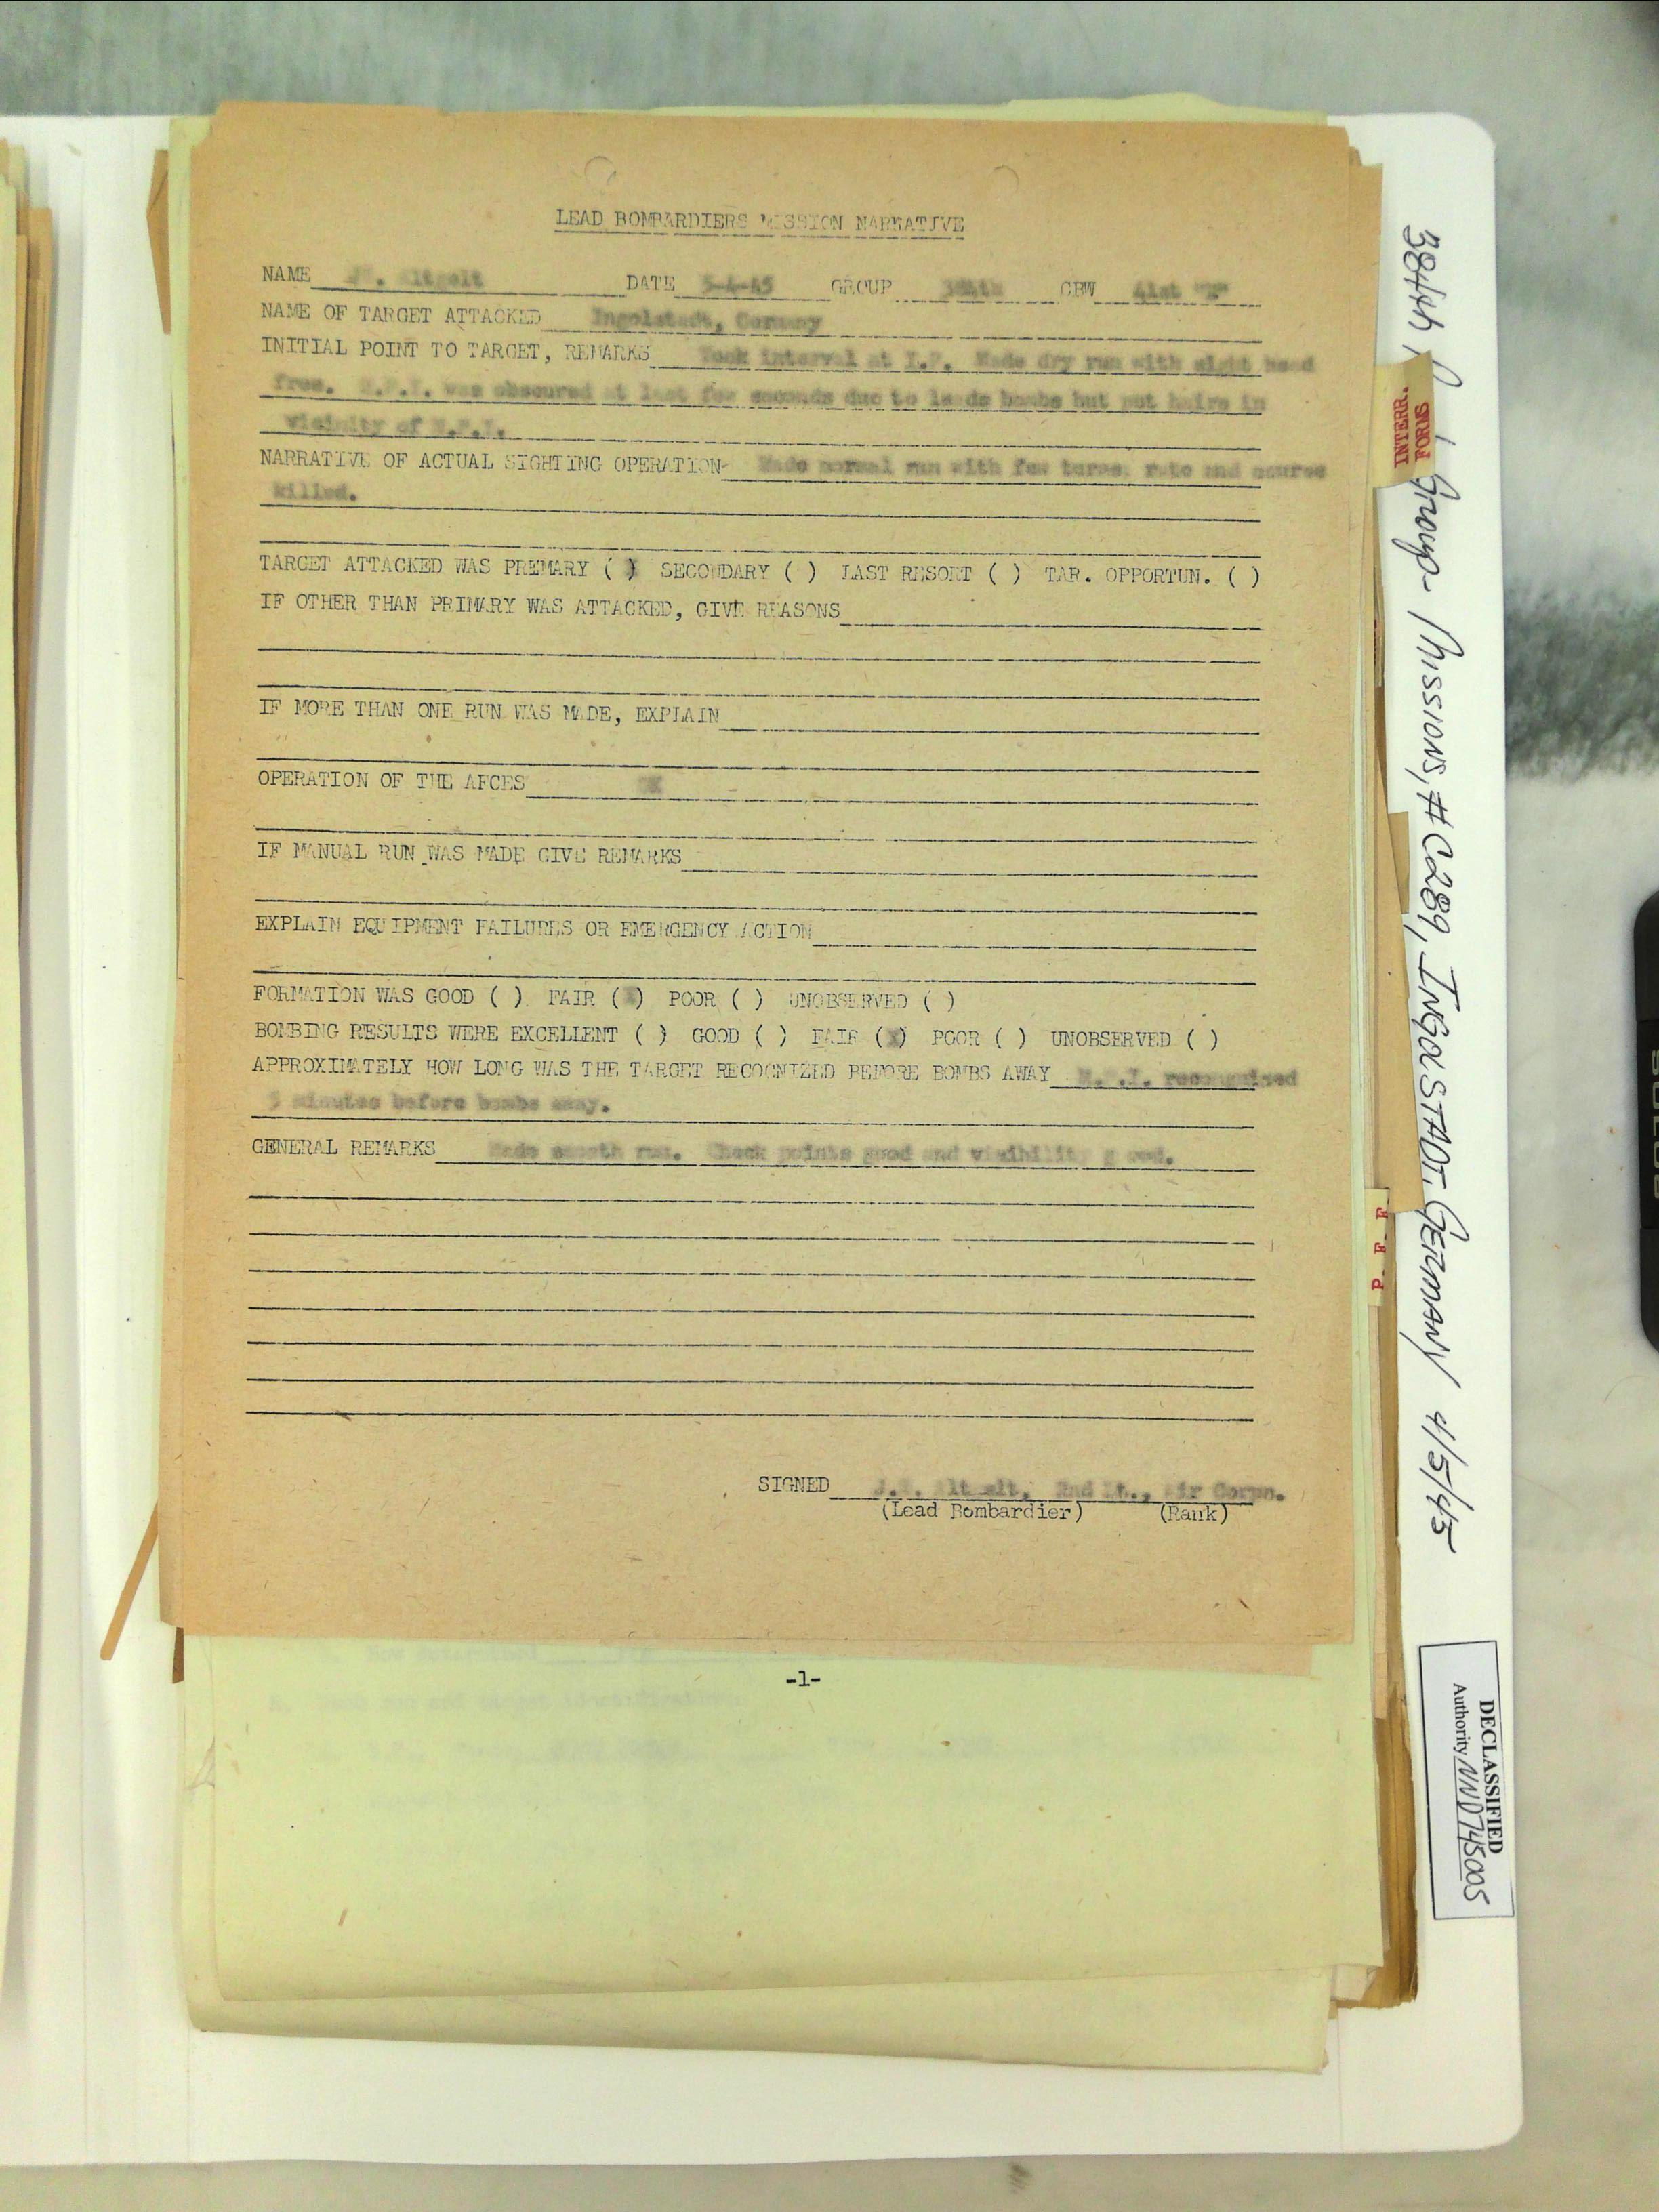 LEAD BOMBARDIERS MISSION NARRATIVE
NAME Altgelt DATE 5-4-45 GROUP 384th CBW 41st
NAME OF TARGET ATTACKED Ingolstadt, Germany
INITIAL POINT TO TARGET, REMARKS Took interval at I.P. Made dry run with sight head
free. M.P.I. was obscured at last few seconds due to leads bombs but put hairs in
vicinity of M.P.I.
NARRATIVE OF ACTUAL SIGHTING OPERATION Made normal run with few turns, rate and course
killed.
TARGET ATTACKED WAS PRIMARY ( ) SECONDARY ( ) LAST RESORT ( ) TAR. OPPORTUN. ( )
IF OTHER THAN PRIMARY WAS ATTACKED, GIVE REASONS
IF MORE THAN ONE RUN WAS MADE, EXPLAIN
OPERATION OF THE AFCES OK
IF MANUAL RUN WAS MADE GIVE REMARKS
EXPLAIN EQUIPMENT FAILURES OR EMERGENCY ACTION
FORMATION WAS GOOD ( ) FAIR (X) POOR ( ) UNOBSERVED ( )
BOMBING RESULTS WERE EXCELLENT ( ) GOOD ( ) FAIR (X) POOR ( ) UNOBSERVED ( )
APPROXIMATELY HOW LONG WAS THE TARGET RECOGNIZED BEFORE BOMBS AWAY M.P.I. recongnized
minutes before bombs away.
GENERAL REMARKS Made smooth run. Check points good and visibility good.
SIGNED Altgelt, 2nd Lt., Air Corps.
(Lead Bombardier) (Rank)
-1-
INTERR.
FORMS
P F F
384th Group- Missions, # Co289, INGOLSTADT, GERMANY 4/5/45
DECLASSIFIED
Authority NND745005